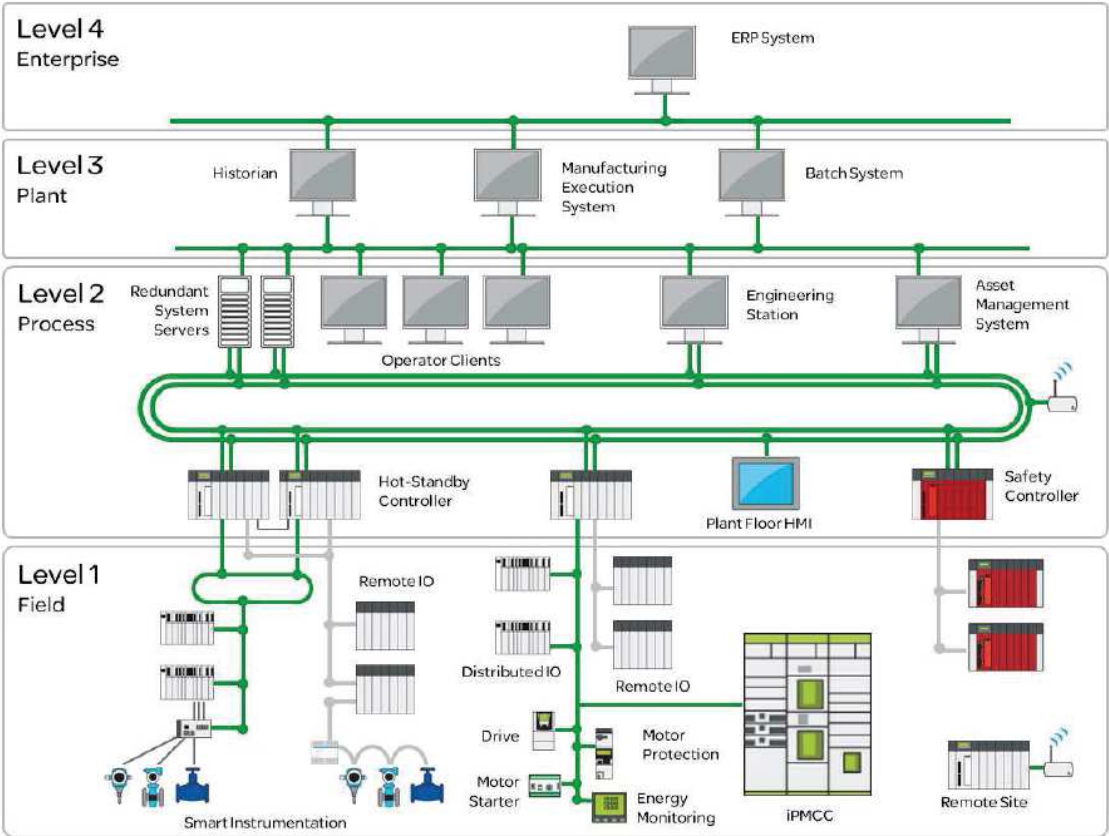 Level 4
Enterprise
ERP System
Level 3
Plant
Historian
Manufacturing
Execution
System
Batch System
Level 2
Process
Redundant
System
Servers
Operator Clients
Engineering
Station
Asset
Management
System
Hot-Standby
Controller
Plant Floor HMI
Safety
Controller
Level 1
Field
Remote IO
Distributed IO
Remote IO
Drive
Motor
Protection
Motor
Starter
Energy
Monitoring
iPMCC
Remote Site
Smart Instrumentation